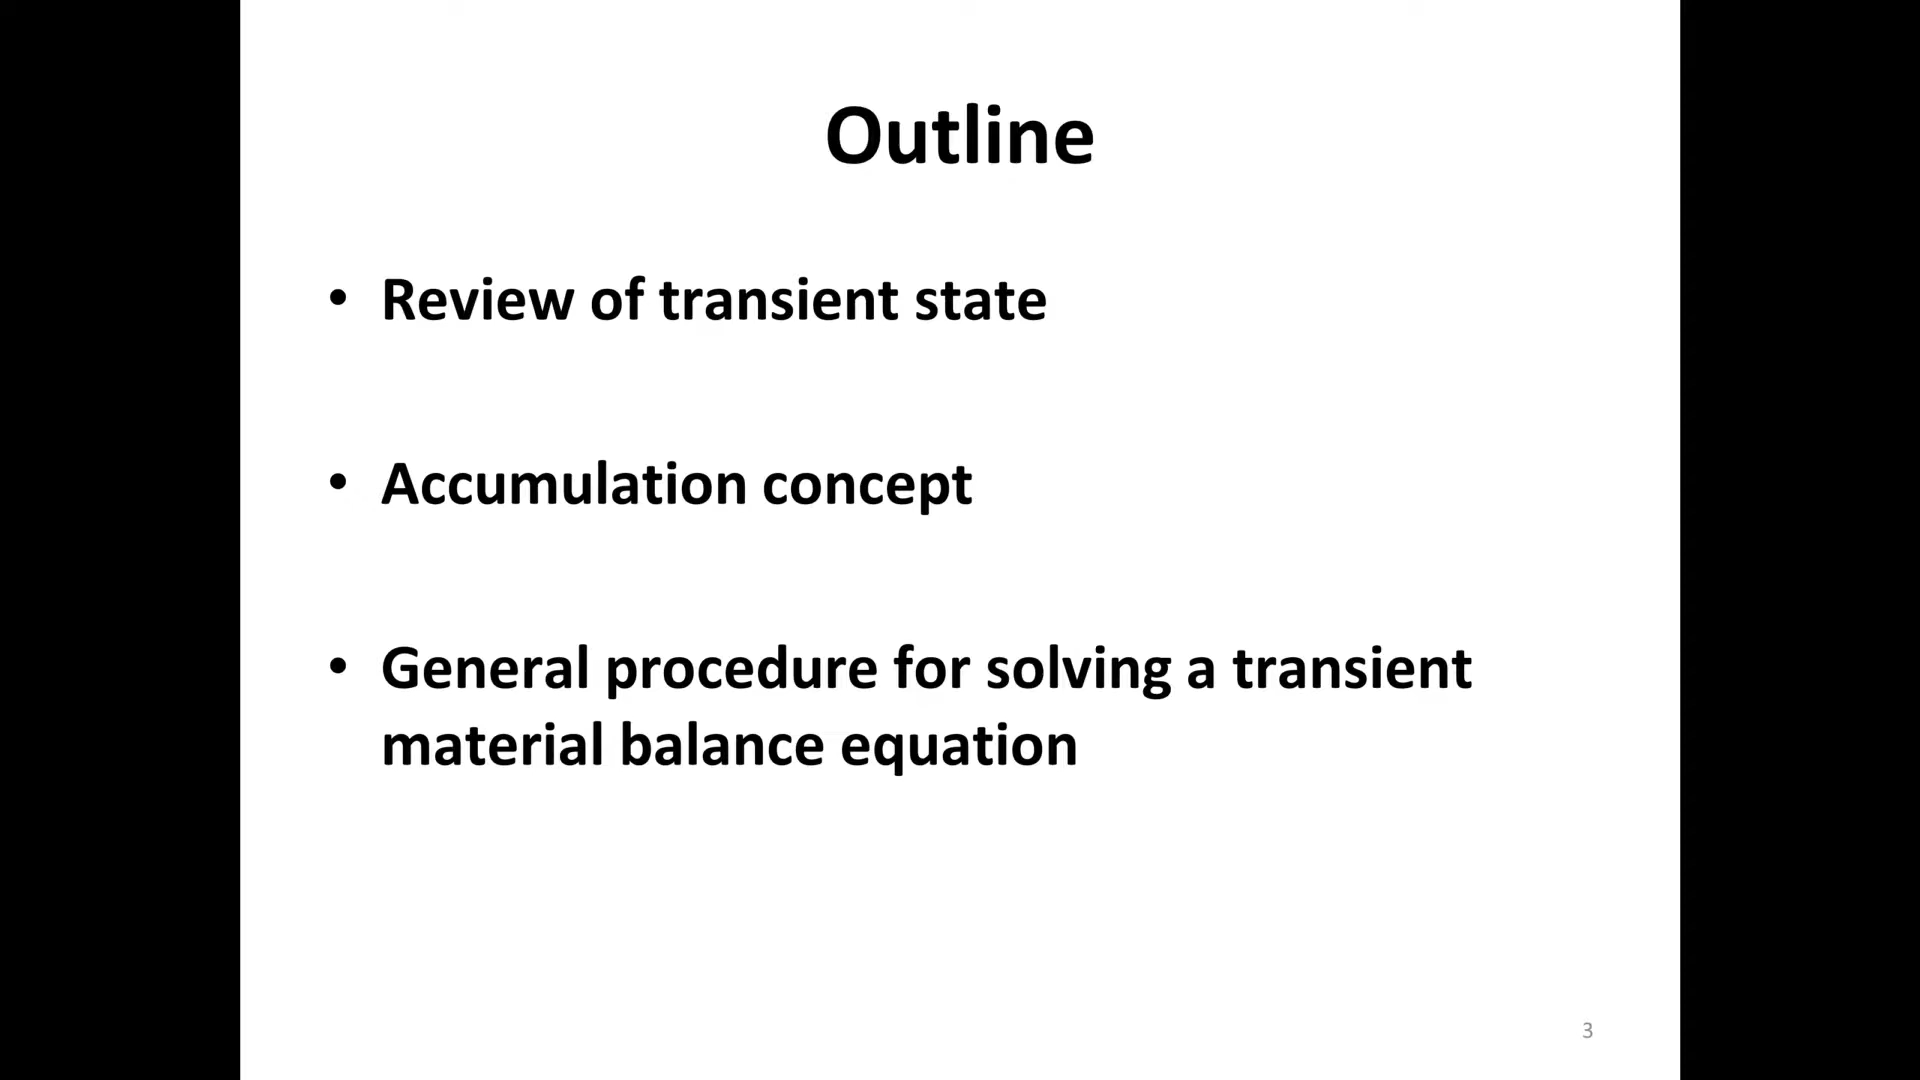 Outline
• Review of transient state
• Accumulation concept
• General procedure for solving a transient
material balance equation
3